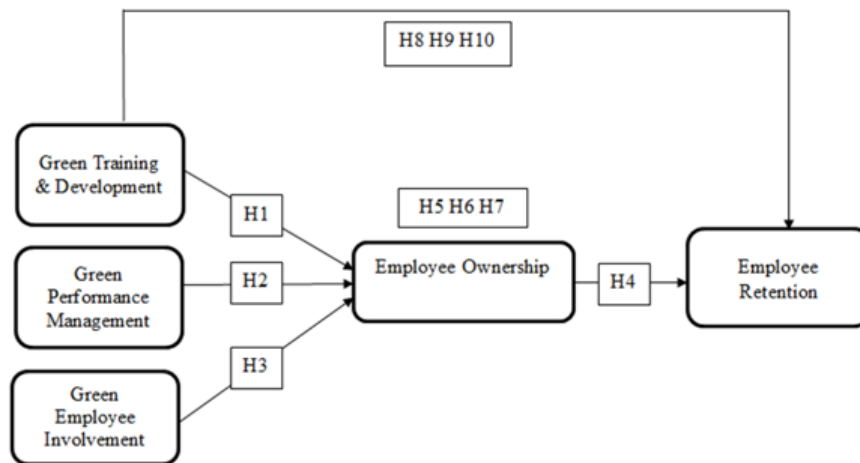 H8 H9 H10
Green Training
& Development
H1
H5 H6 H7
Green
Performance
Management
H2
Employee Ownership
H4
Employee
Retention
H3
Green
Employee
Involvement